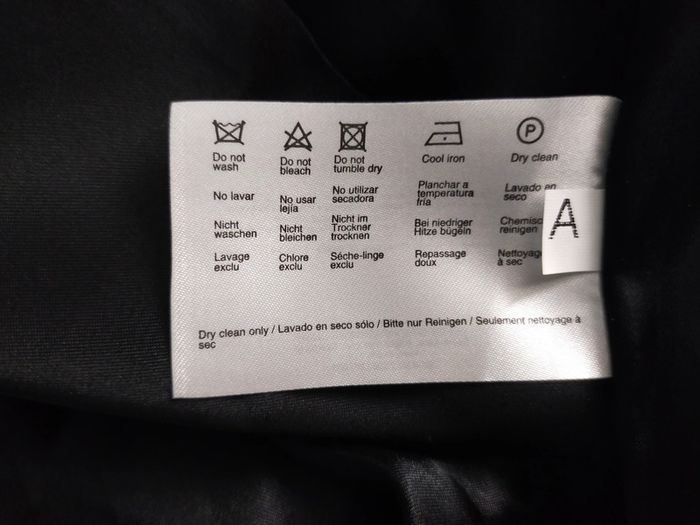 P
Do not wash
Do not bleach
Do not tumble dry
Cool iron
Dry clean
No lavar
No usar lejía
No utilizar secadora
Planchar a temperatura fría
Lavado en seco
Nicht waschen
Nicht bleichen
Nicht im Trockner trocknen
Bei niedriger Hitze bügeln
reinigen
Lavage exclu
Chlore exclu
Séche-linge exclu
Repassage doux
à sec
A
Dry clean only / Lavado en seco sólo / Bitte nur Reinigen / Seulement nettoyage à
sec